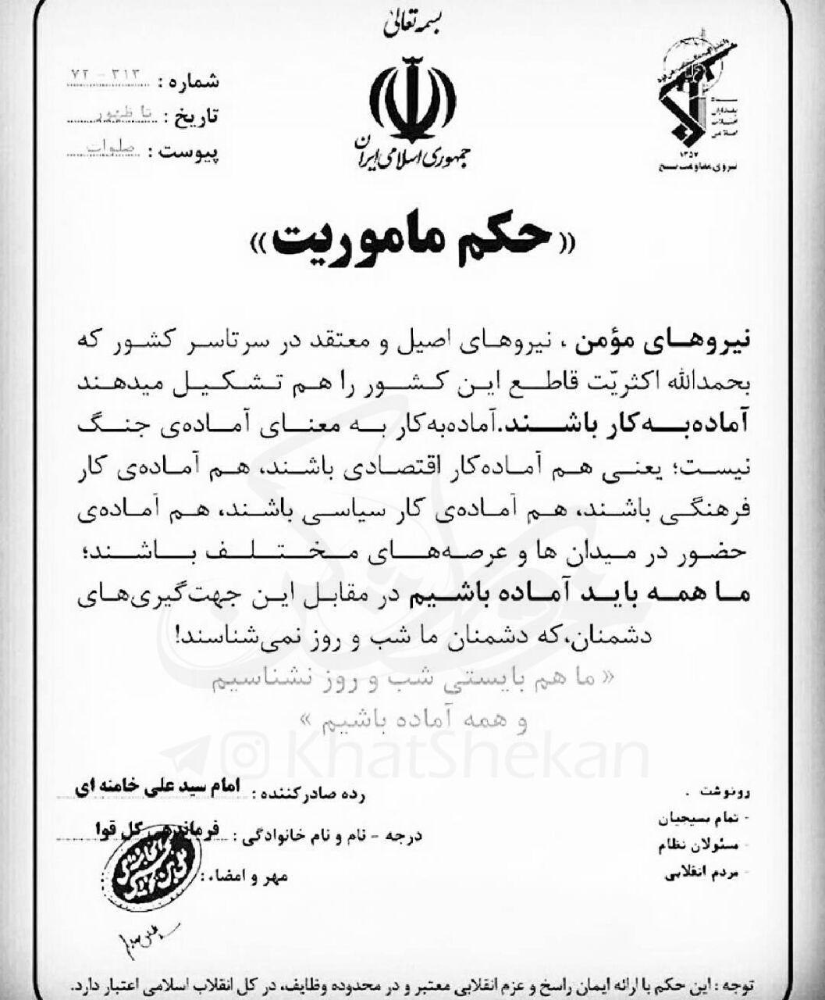 بسمه تعالی
شماره : ۳۱۳ - ۷۲
تاریخ : تا ظهور
پیوست : صلوات
جمهوری اسلامی ایران
سپاه
پاسداران
انقلاب
اسلامی
۱۳۵۷
نیروی مقاومت بسیج
«حکم ماموریت»
نیروهای مؤمن ، نیروهای اصیل و معتقد در سرتاسر کشور که
بحمدالله اکثریّت قاطع این کشور را هم تشکیل میدهند
آماده‌به‌کار باشند.آماده‌به‌کار به معنای آماده‌ی جنگ
نیست؛ یعنی هم آماده‌کار اقتصادی باشند، هم آماده‌ی کار
فرهنگی باشند، هم آماده‌ی کار سیاسی باشند، هم آماده‌ی
حضور در میدان ها و عرصه‌های مختلف باشند؛
ما همه باید آماده باشیم در مقابل این جهت‌گیری‌های
دشمنان،که دشمنان ما شب و روز نمی‌شناسند!
« ما هم بایستی شب و روز نشناسیم
و همه آماده باشیم »
KhatShekan
رده صادرکننده : امام سید علی خامنه ای
درجه - نام و نام خانوادگی : فرماندهی کل قوا
مهر و امضاء :
رونوشت .
- تمام بسیجیان
- مسئولان نظام
- مردم انقلابی
توجه : این حکم با ارائه ایمان راسخ و عزم انقلابی معتبر و در محدوده وظایف، در کل انقلاب اسلامی اعتبار دارد.